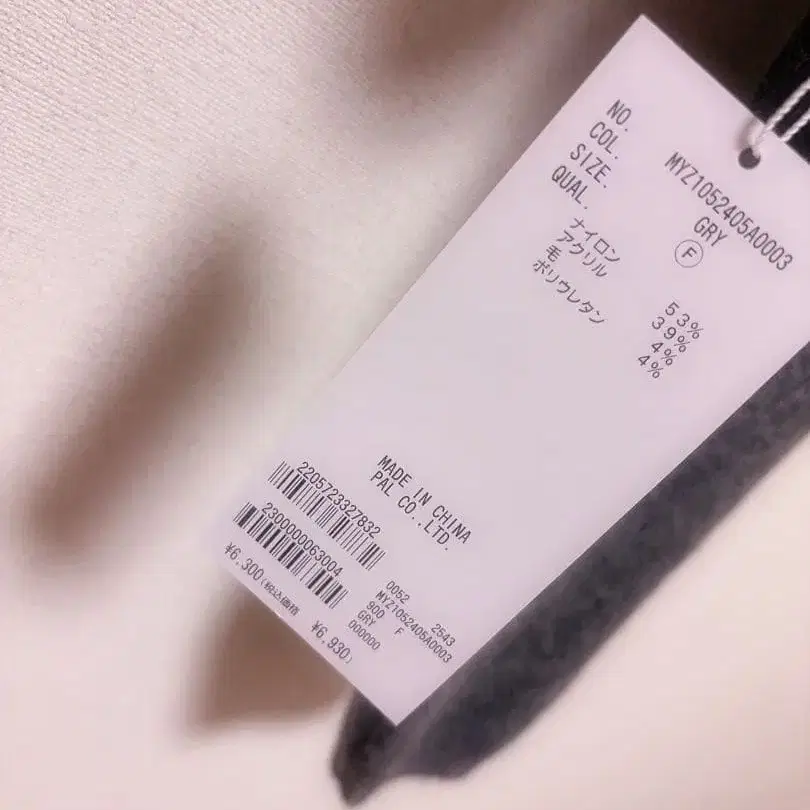 NO. MYZ1052405A0003
COL. GRY
SIZE. F
QUAL.
ナイロン 53%
アクリル 39%
毛 4%
ポリウレタン 4%
MADE IN CHINA
PAL CO.,LTD.
2205723327832
2300000063004
0052 2543
MYZ1052405A0003
900 F
GRY
000000
¥6,300(税込価格 ¥6,930)